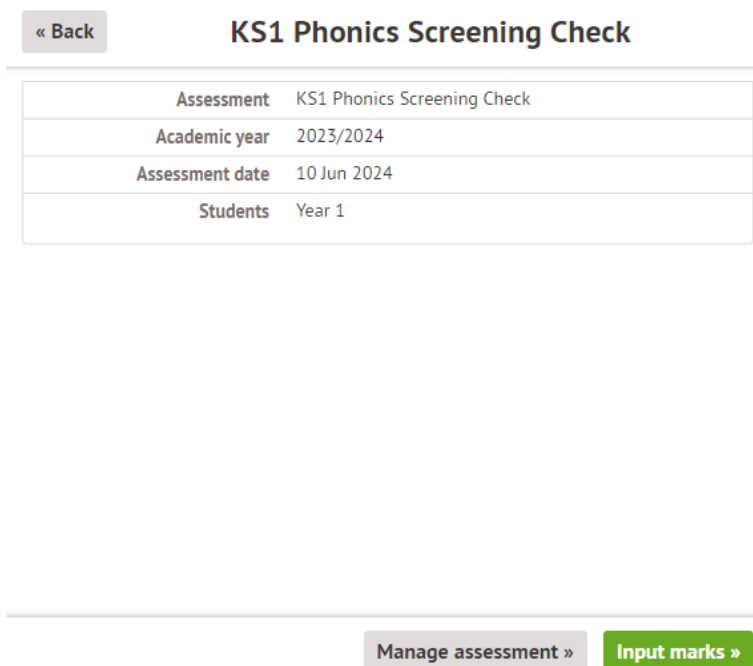 « Back
KS1 Phonics Screening Check
Assessment KS1 Phonics Screening Check
Academic year 2023/2024
Assessment date 10 Jun 2024
Students Year 1
Manage assessment »
Input marks »